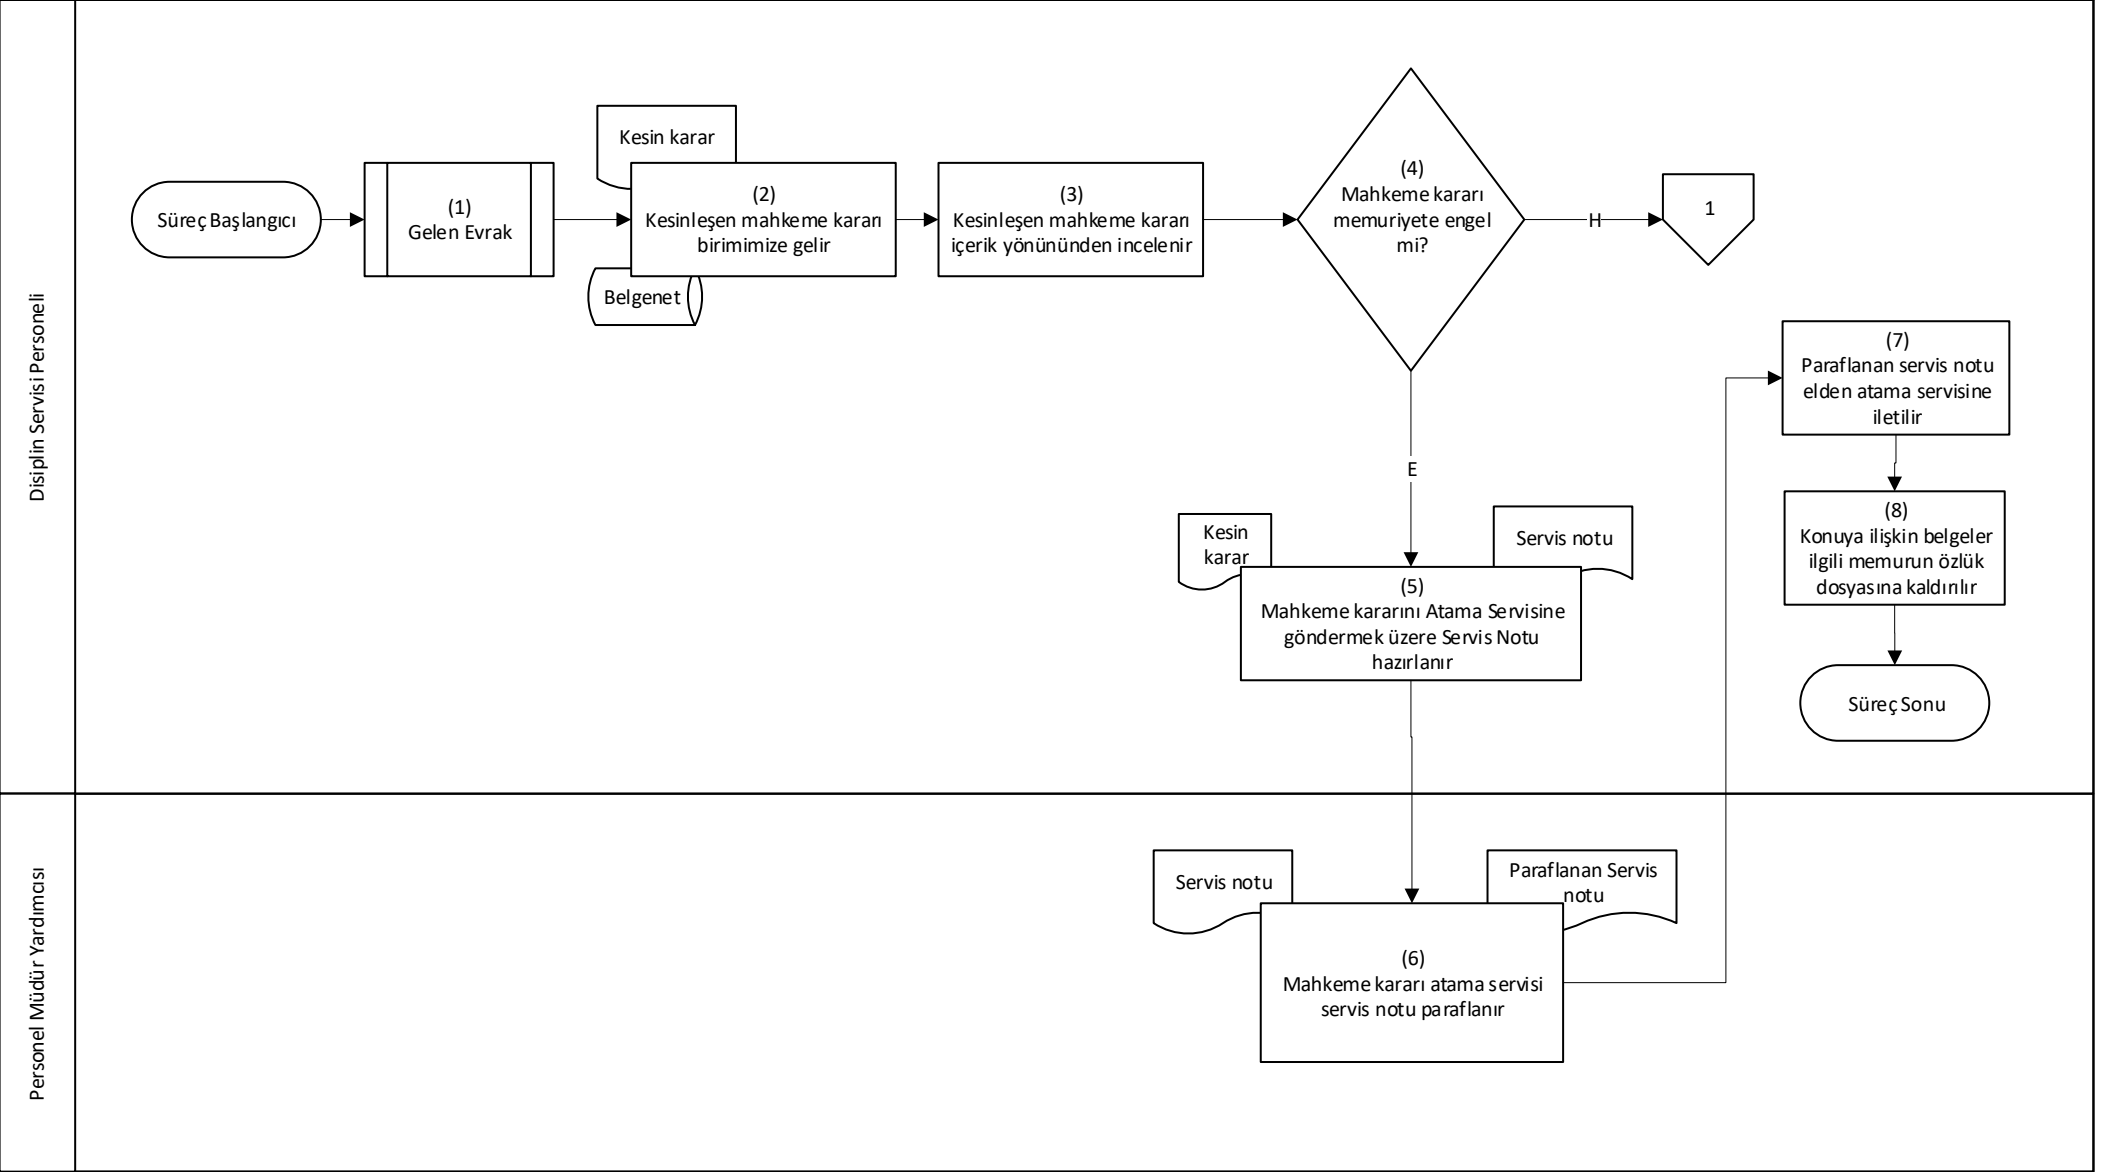 Disiplin Servisi Personeli
Süreç Başlangıcı
(1)
Gelen Evrak
Kesin karar
(2)
Kesinleşen mahkeme kararı
birimimize gelir
Belgenet
(3)
Kesinleşen mahkeme kararı
içerik yönününden incelenir
(4)
Mahkeme kararı
memuriyete engel
mi?
H
1
E
Kesin
karar
Servis notu
(5)
Mahkeme kararını Atama Servisine
göndermek üzere Servis Notu
hazırlanır
(7)
Paraflanan servis notu
elden atama servisine
iletilir
(8)
Konuya ilişkin belgeler
ilgili memurun özlük
dosyasına kaldırılır
Süreç Sonu
Personel Müdür Yardımcısı
Servis notu
Paraflanan Servis
notu
(6)
Mahkeme kararı atama servisi
servis notu paraflanır